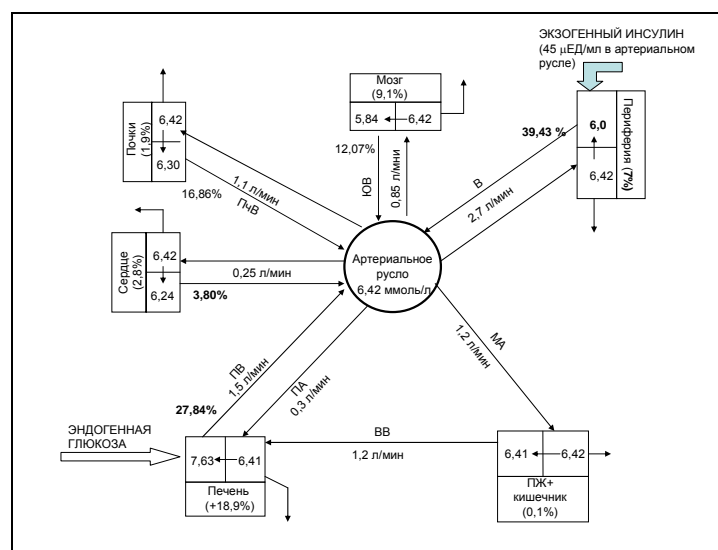 ЭКЗОГЕННЫЙ ИНСУЛИН
(45 µЕД/мл в артериальном
русле)
Мозг
(9,1%)
5,84
6,42
Почки
(1,9%)
6,42
6,30
Периферия (7%)
6,0
6,42
39,43 %
12,07%
ЮВ
0,85 л/мни
В
2,7 л/мин
1,1 л/мин
16,86%
ПчВ
Сердце
(2,8%)
6,42
6,24
0,25 л/мин
3,80%
Артериальное
русло
6,42 ммоль/л
МА
1,2 л/мин
ПВ
1,5 л/мин
ПА
0,3 л/мин
27,84%
ЭНДОГЕННАЯ
ГЛЮКОЗА
7,63
6,41
Печень
(+18,9%)
ВВ
1,2 л/мин
6,41
6,42
ПЖ+
кишечник
(0,1%)